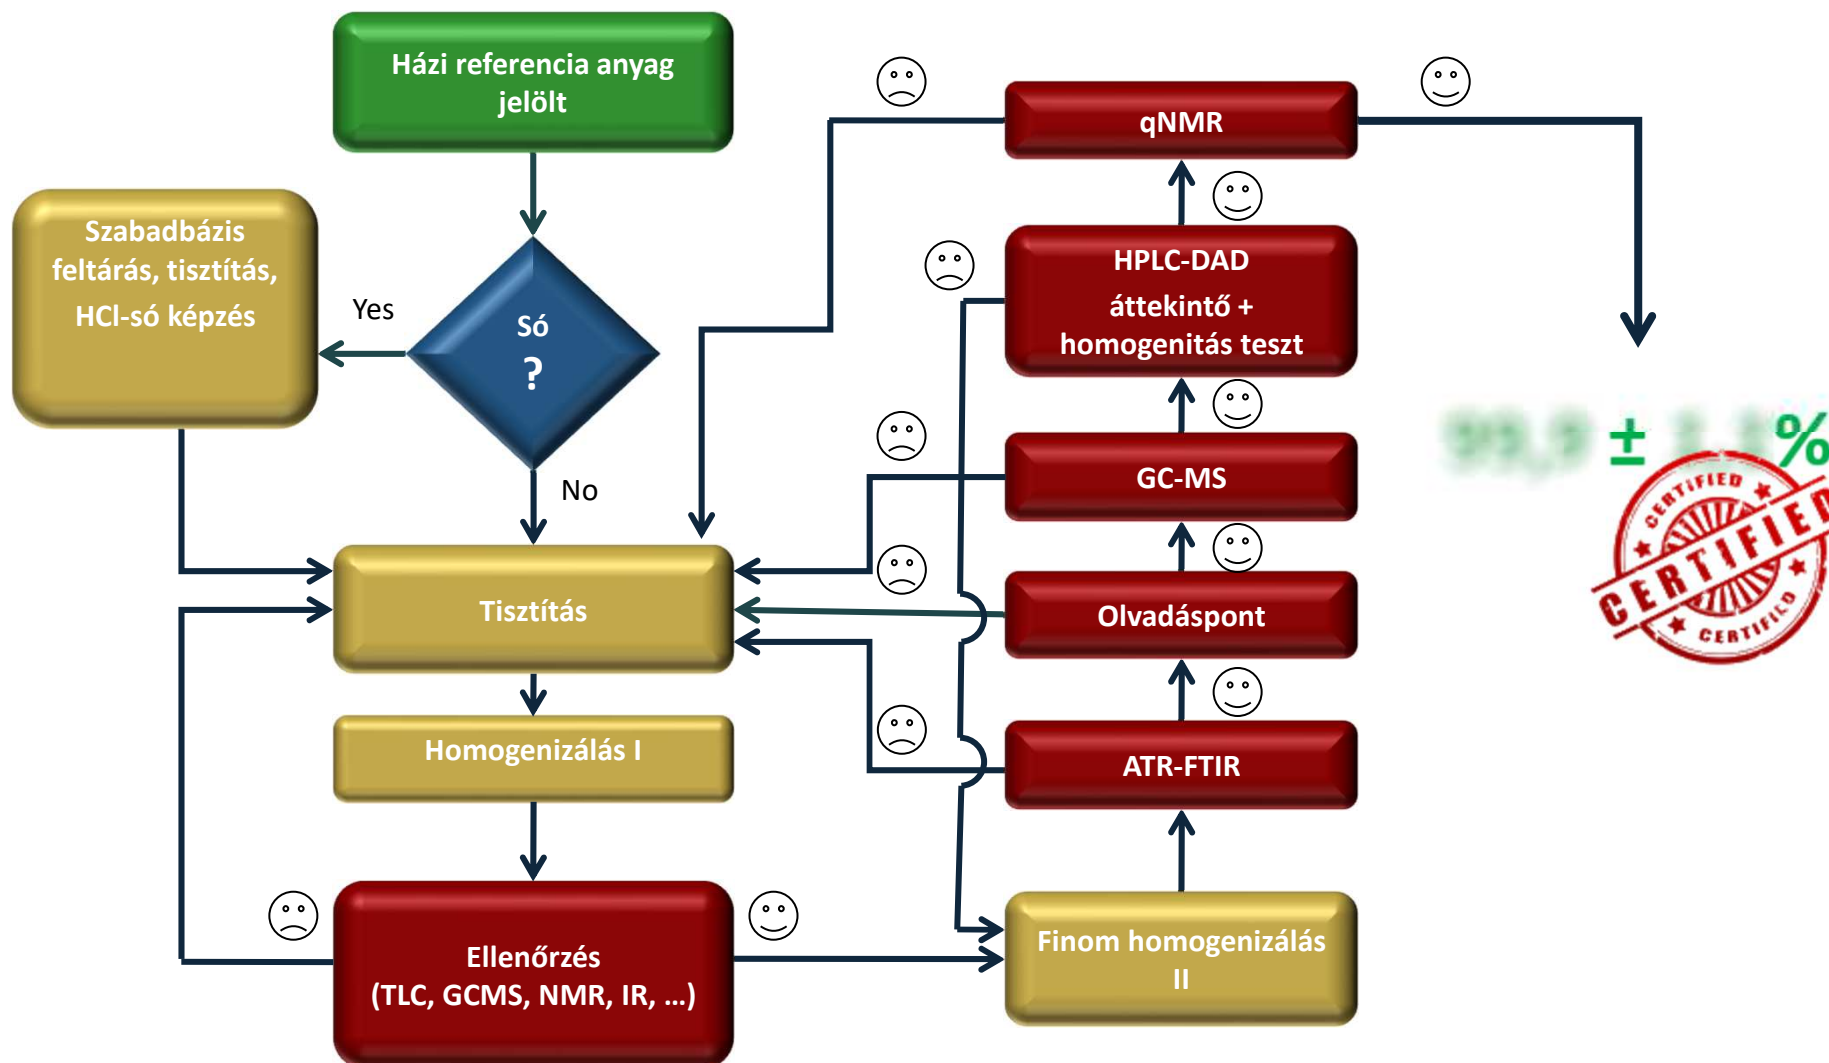 Házi referencia anyag
jelölt
Szabadbázis
feltárás, tisztítás,
HCl-só képzés
Yes
Só
?
No
Tisztítás
Homogenizálás I
Ellenőrzés
(TLC, GCMS, NMR, IR, ...)
qNMR
HPLC-DAD
áttekintő +
homogenitás teszt
GC-MS
Olvadáspont
ATR-FTIR
Finom homogenizálás
II
± %
CERTIFIED
CERTIFIED
CERTIFIED